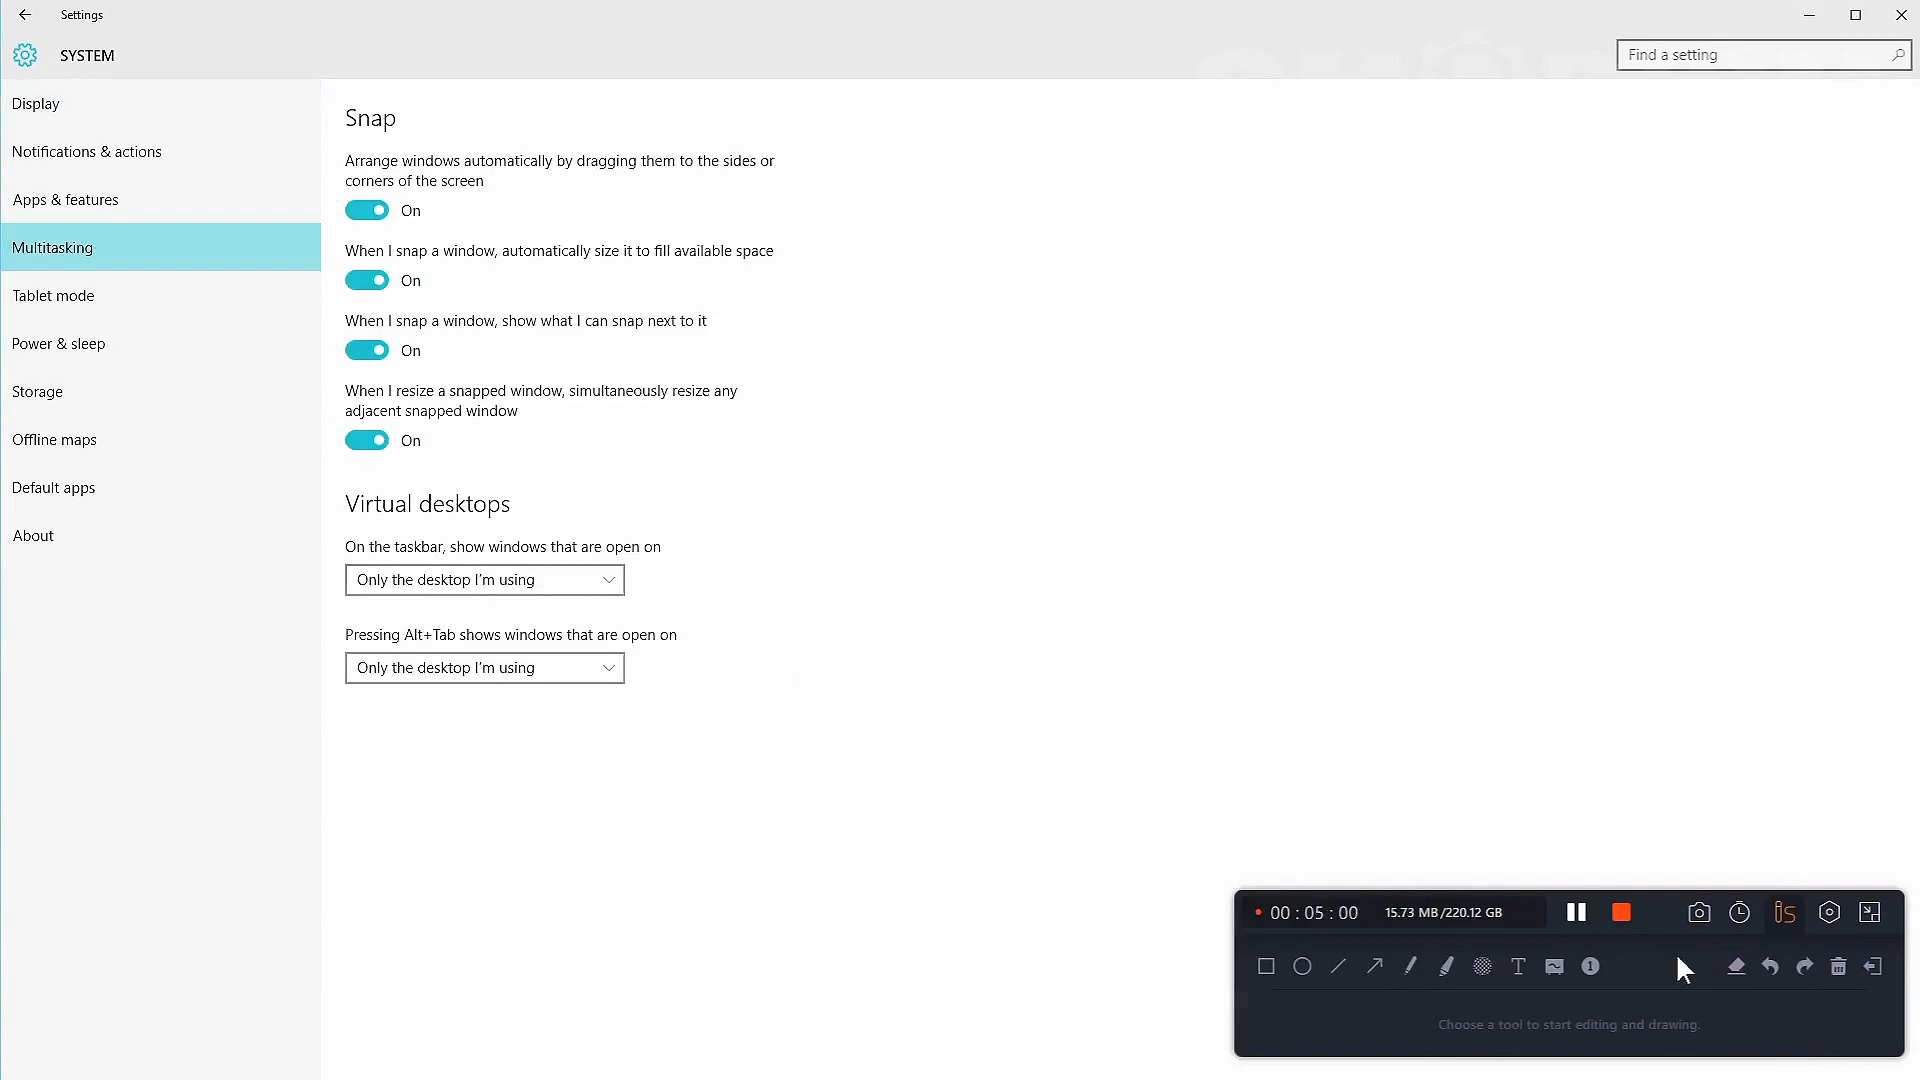 Settings
SYSTEM
Find a setting
Display
Notifications & actions
Apps & features
Multitasking
Tablet mode
Power & sleep
Storage
Offline maps
Default apps
About
Snap
Arrange windows automatically by dragging them to the sides or
corners of the screen
On
When I snap a window, automatically size it to fill available space
On
When I snap a window, show what I can snap next to it
On
When I resize a snapped window, simultaneously resize any
adjacent snapped window
On
Virtual desktops
On the taskbar, show windows that are open on
Only the desktop I'm using
Pressing Alt+Tab shows windows that are open on
Only the desktop I'm using
00 : 05 : 00 15.73 MB /220.12 GB
T 1
Choose a tool to start editing and drawing.